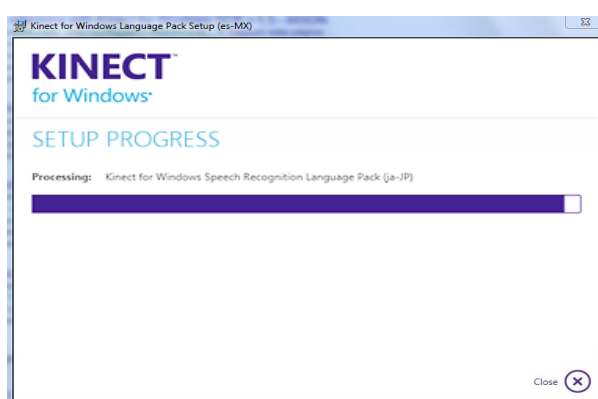 Kinect for Windows Language Pack Setup (es-MX)
KINECT™
for Windows®
SETUP PROGRESS
Processing: Kinect for Windows Speech Recognition Language Pack (ja-JP)
Close